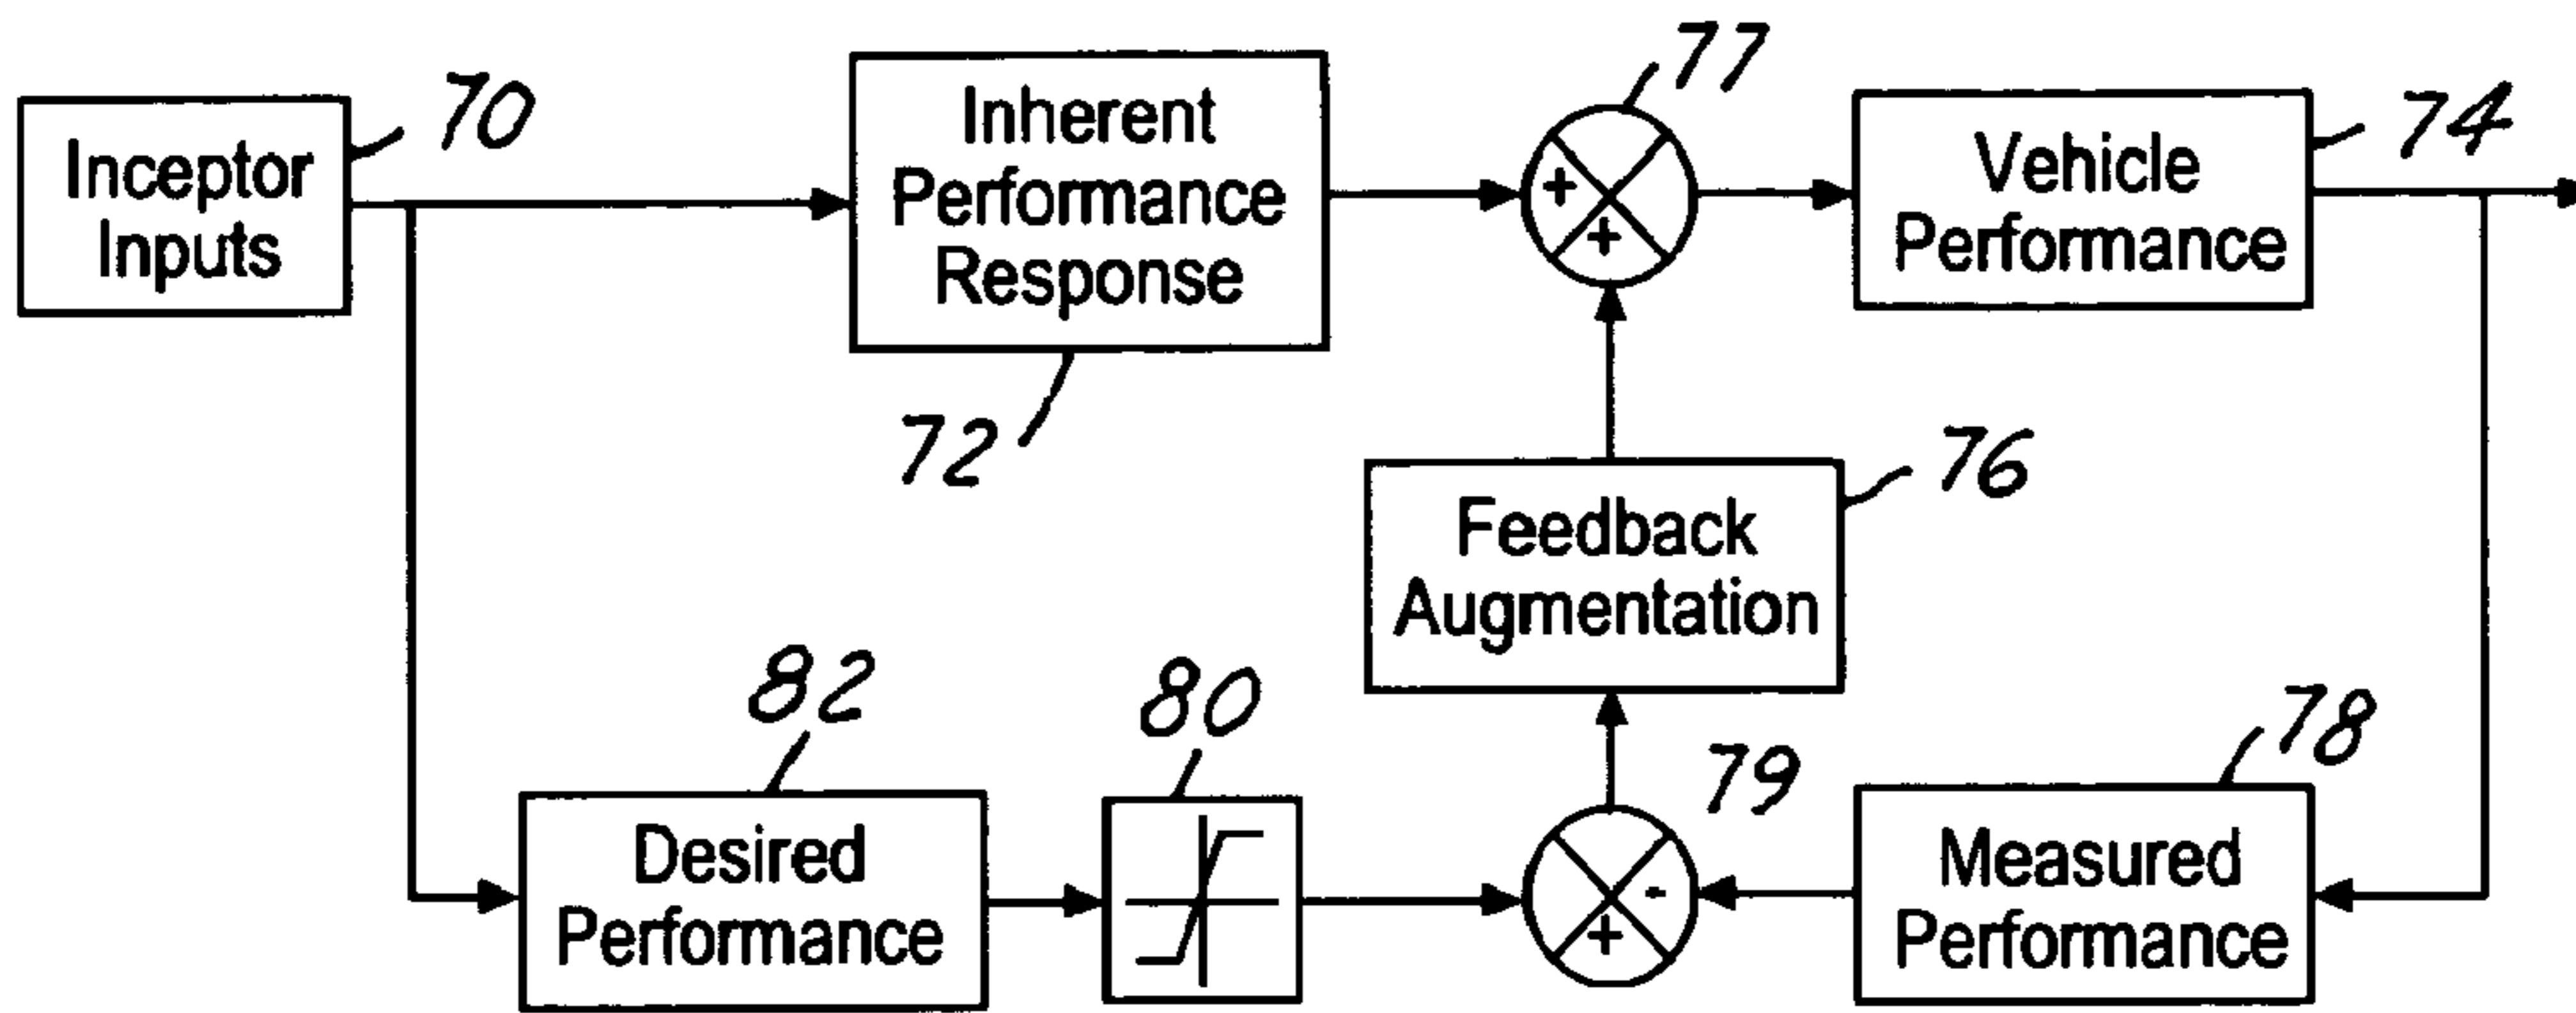 70
Inceptor
Inputs
Inherent
Performance
Response
72
77
+
+
Vehicle
Performance
74
Feedback
Augmentation
76
82
Desired
Performance
80
79
-
+
Measured
Performance
78